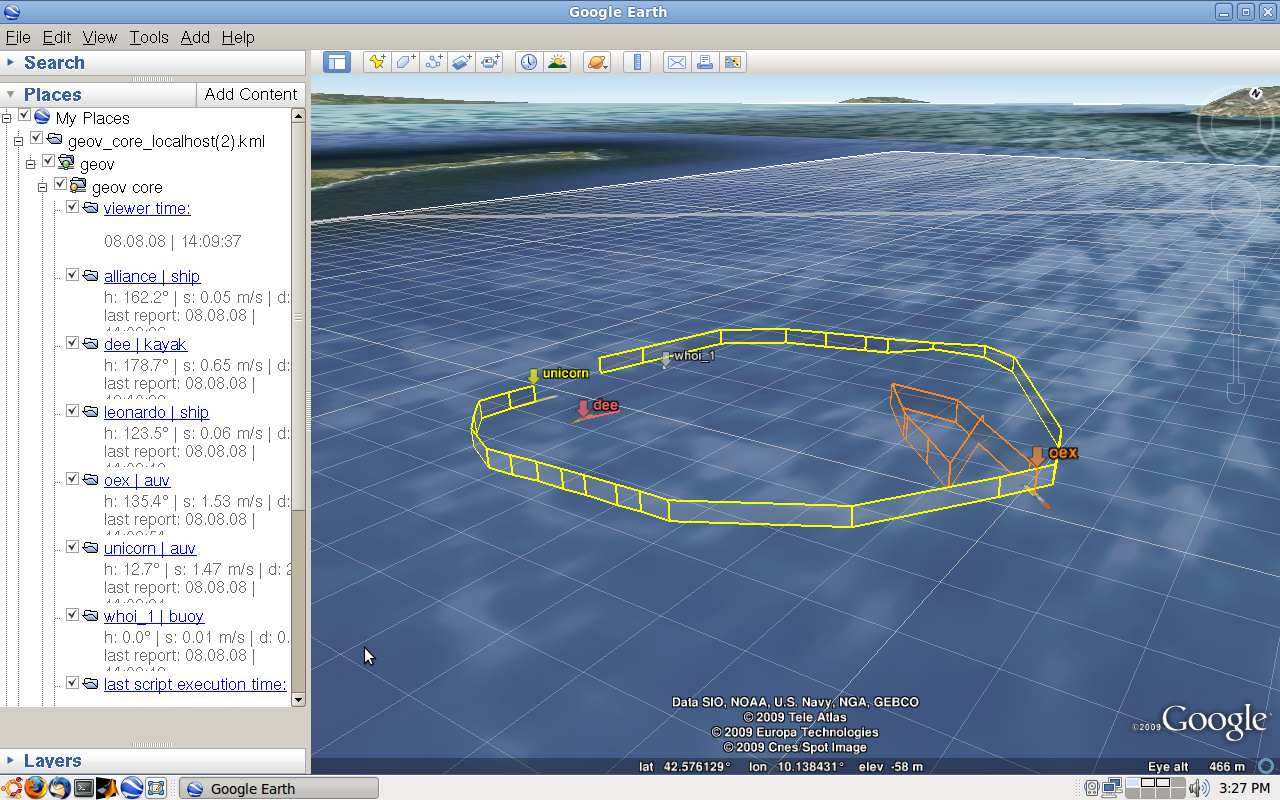 Google Earth
File Edit View Tools Add Help
Search
Places
Add Content
My Places
geov_core_localhost(2).kml
geov
geov core
viewer time:
08.08.08 | 14:09:37
alliance | ship
h: 162.2° | s: 0.05 m/s | d:
last report: 08.08.08 |
dee | kayak
h: 178.7° | s: 0.65 m/s | d:
last report: 08.08.08 |
leonardo | ship
h: 123.5° | s: 0.06 m/s | d:
last report: 08.08.08 |
oex | auv
h: 135.4° | s: 1.53 m/s | d:
last report: 08.08.08 |
unicorn | auv
h: 12.7° | s: 1.47 m/s | d: 2
last report: 08.08.08 |
whoi_1 | buoy
h: 0.0° | s: 0.01 m/s | d: 0.
last report: 08.08.08 |
last script execution time:
Layers
N
whoi_1
unicorn
dee
oex
Data SIO, NOAA, U.S. Navy, NGA, GEBCO
© 2009 Tele Atlas
© 2009 Europa Technologies
© 2009 Cnes Spot Image
©2009 Google
lat 42.576129° lon 10.138431° elev -58 m
Eye alt 466 m
Google Earth
3:27 PM